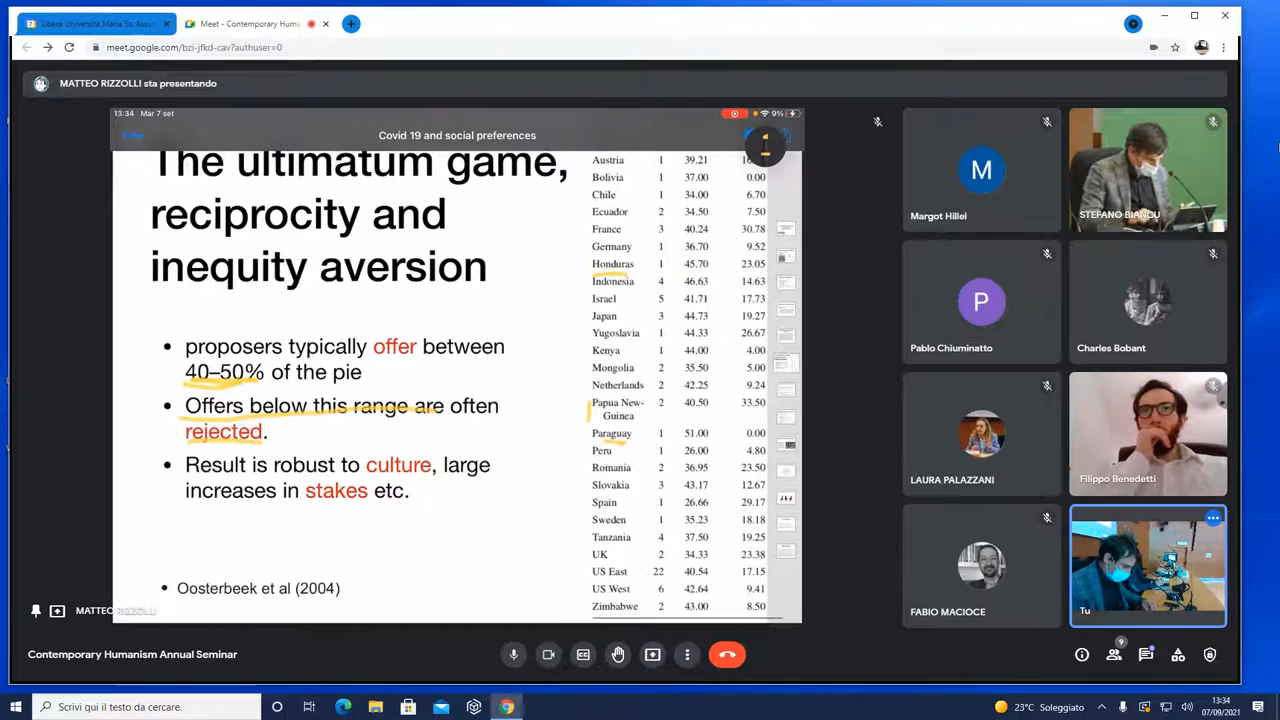 Libera Università Maria Ss. Assun
Meet - Contemporary Huma
meet.google.com/bzi-jfkd-cav?authuser=0
MATTEO RIZZOLLI sta presentando
13:34 Mar 7 set
9%
Fine
Covid 19 and social preferences
The ultimatum game,
reciprocity and
inequity aversion
• proposers typically offer between
40–50% of the pie
• Offers below this range are often
rejected.
• Result is robust to culture, large
increases in stakes etc.
• Oosterbeek et al (2004)
Austria 1 39.21
Bolivia 1 37.00 0.00
Chile 1 34.00 6.70
Ecuador 2 34.50 7.50
France 3 40.24 30.78
Germany 1 36.70 9.52
Honduras 1 45.70 23.05
Indonesia 4 46.63 14.63
Israel 5 41.71 17.73
Japan 3 44.73 19.27
Yugoslavia 1 44.33 26.67
Kenya 1 44.00 4.00
Mongolia 2 35.50 5.00
Netherlands 2 42.25 9.24
Papua New- 2 40.50 33.50
Guinea
Paraguay 1 51.00 0.00
Peru 1 26.00 4.80
Romania 2 36.95 23.50
Slovakia 3 43.17 12.67
Spain 1 26.66 29.17
Sweden 1 35.23 18.18
Tanzania 4 37.50 19.25
UK 2 34.33 23.38
US East 22 40.54 17.15
US West 6 42.64 9.41
Zimbabwe 2 43.00 8.50
MATTEO RIZZOLLI
M
Margot Hillel
STEFANO BIANCU
P
Pablo Chiuminatto
Charles Bobant
LAURA PALAZZANI
Filippo Benedetti
FABIO MACIOCE
Tu
Contemporary Humanism Annual Seminar
9
Scrivi qui il testo da cercare.
23°C Soleggiato
13:34
07/09/2021